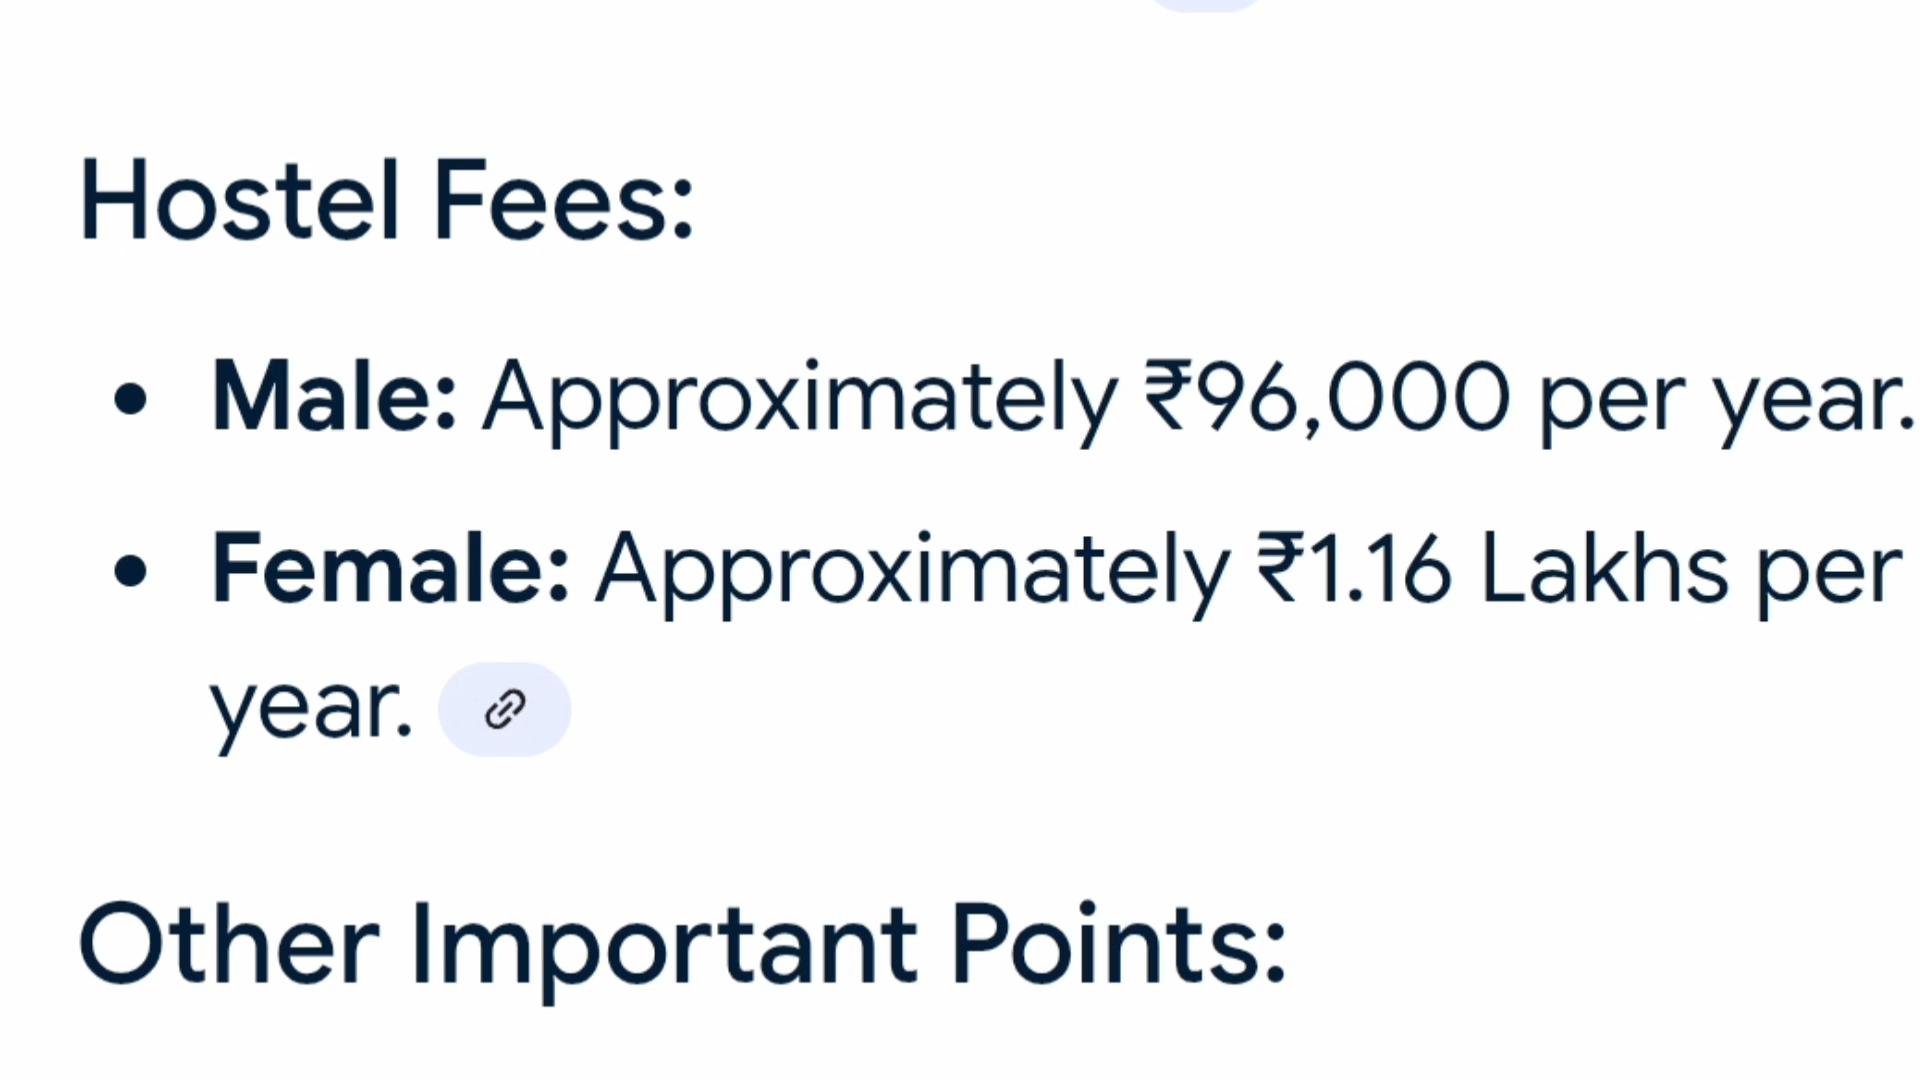 Hostel Fees:
• Male: Approximately ₹96,000 per year.
• Female: Approximately ₹1.16 Lakhs per
year.
Other Important Points: